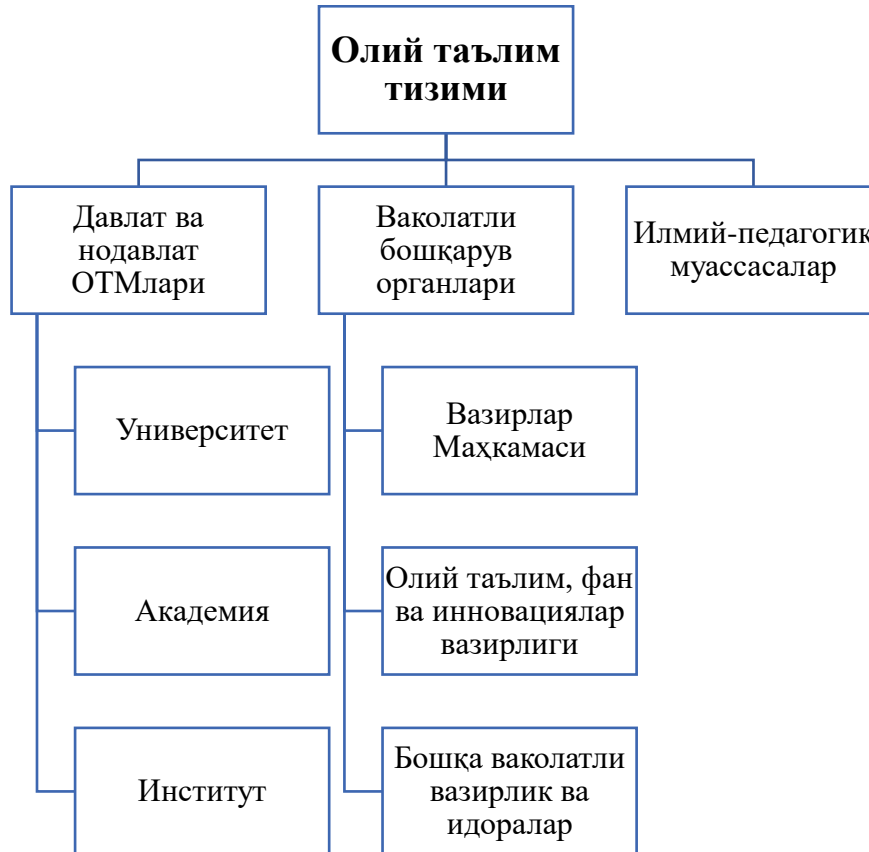 Олий таълим
тизими
Давлат ва
нодавлат
ОТМлари
Ваколатли
бошқарув
органлари
Илмий-педагогик
муассасалар
Университет
Вазирлар
Маҳкамаси
Академия
Олий таълим, фан
ва инновациялар
вазирлиги
Институт
Бошқа ваколатли
вазирлик ва
идоралар